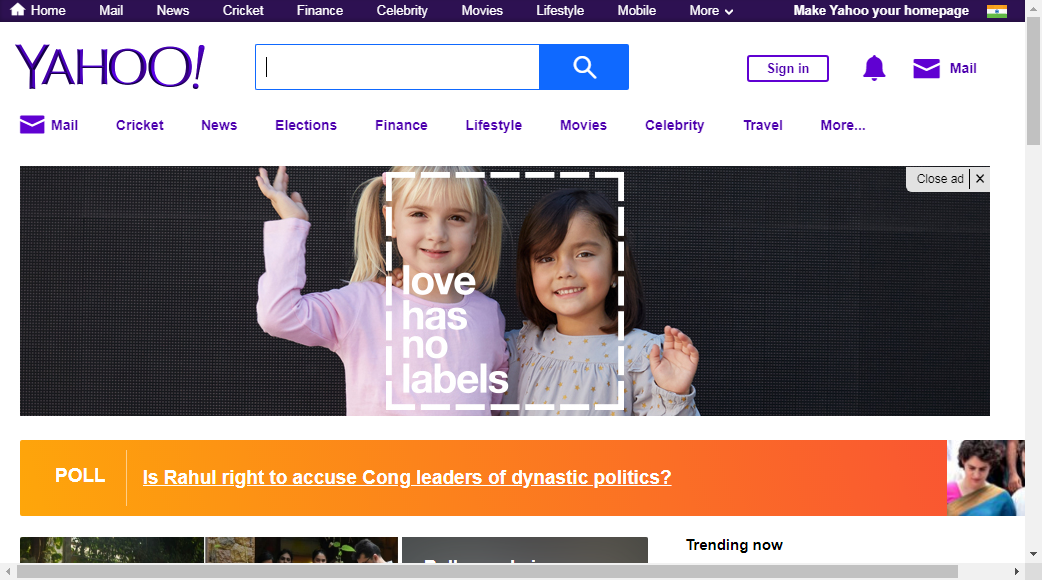 Home Mail News Cricket Finance Celebrity Movies Lifestyle Mobile More Make Yahoo your homepage
YAHOO!
Sign in Mail
Mail Cricket News Elections Finance Lifestyle Movies Celebrity Travel More...
Close ad X
love
has
no
labels
POLL Is Rahul right to accuse Cong leaders of dynastic politics?
Trending now